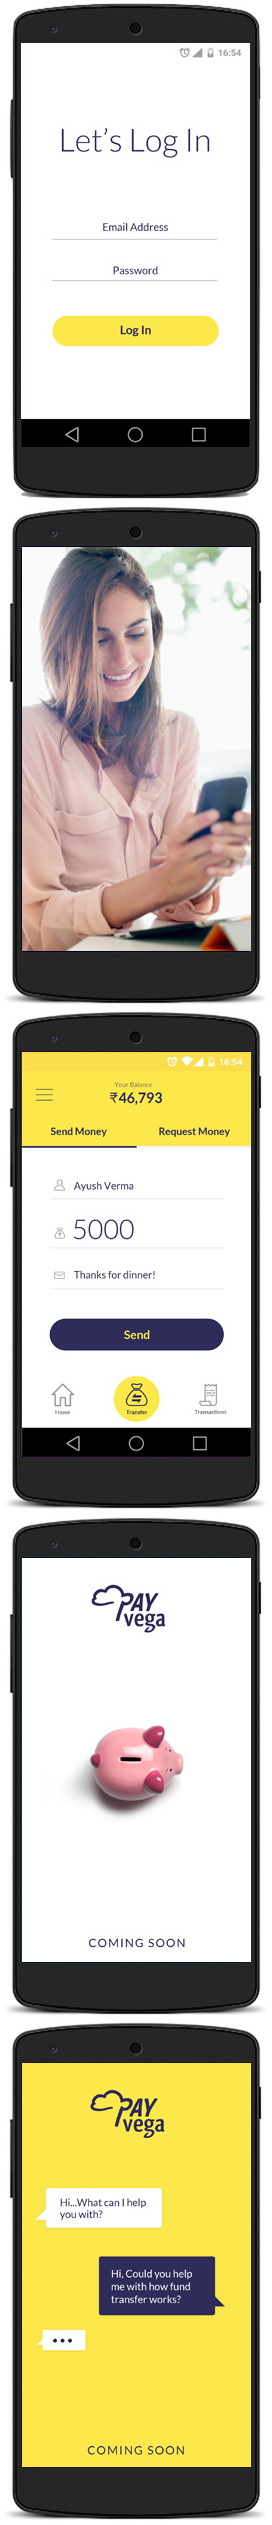 16:54
Let's Log In
Email Address
Password
Log In
16:54
Your Balance
₹46,793
Send Money
Request Money
Ayush Verma
5000
Thanks for dinner!
Send
Home
Transfer
Transactions
PAY
vega
COMING SOON
PAY
vega
Hi...What can I help
you with?
Hi, Could you help
me with how fund
transfer works?
COMING SOON